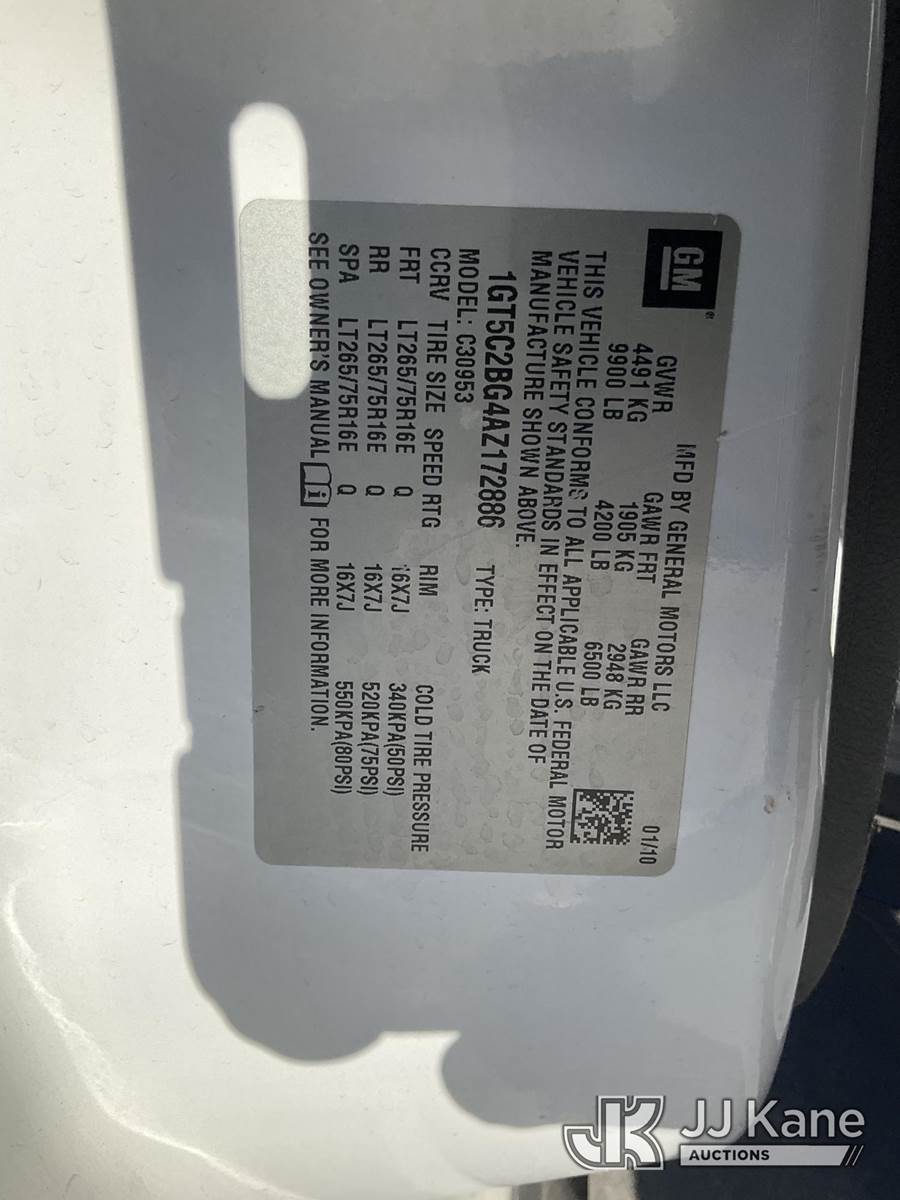 GM
MFD BY GENERAL MOTORS LLC 01/10
GVWR GAWR FRT GAWR RR
4491 KG 1905 KG 2948 KG
9900 LB 4200 LB 6500 LB
THIS VEHICLE CONFORMS TO ALL APPLICABLE U.S. FEDERAL MOTOR
VEHICLE SAFETY STANDARDS IN EFFECT ON THE DATE OF
MANUFACTURE SHOWN ABOVE.
1GT5C2BG4AZ172886 TYPE: TRUCK
MODEL: C30953
CCRV TIRE SIZE SPEED RTG RIM COLD TIRE PRESSURE
FRT LT265/75R16E Q 16X7J 340KPA(50PSI)
RR LT265/75R16E Q 16X7J 520KPA(75PSI)
SPA LT265/75R16E Q 16X7J 550KPA(80PSI)
SEE OWNER'S MANUAL FOR MORE INFORMATION.
JK JJ Kane
AUCTIONS